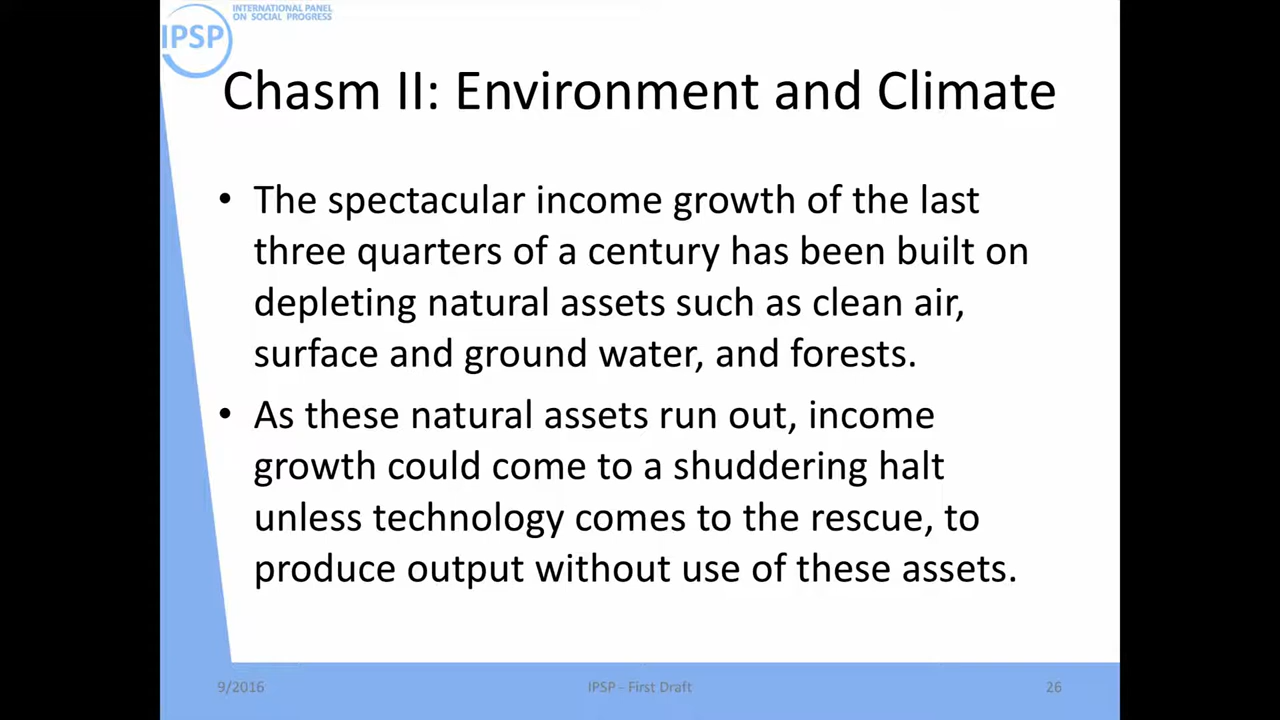 INTERNATIONAL PANEL
ON SOCIAL PROGRESS
IPSP
Chasm II: Environment and Climate
• The spectacular income growth of the last
three quarters of a century has been built on
depleting natural assets such as clean air,
surface and ground water, and forests.
• As these natural assets run out, income
growth could come to a shuddering halt
unless technology comes to the rescue, to
produce output without use of these assets.
9/2016 IPSP - First Draft 26